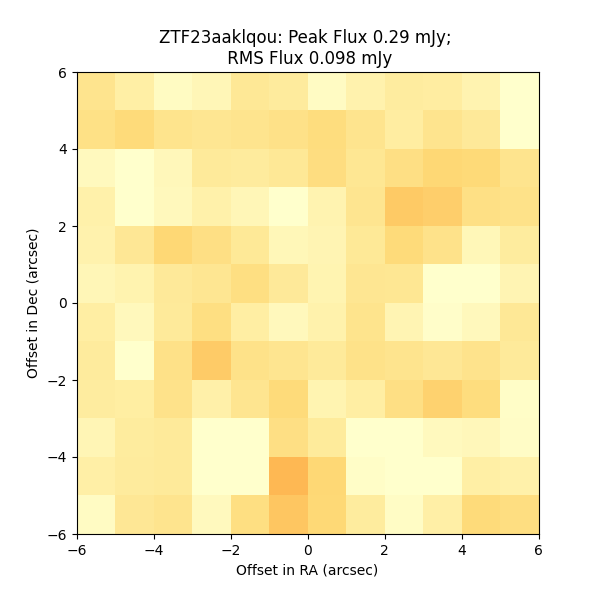 ZTF23aaklqou: Peak Flux 0.29 mJy;
RMS Flux 0.098 mJy
6
4
2
0
−2
−4
−6
Offset in Dec (arcsec)
−6 −4 −2 0 2 4 6
Offset in RA (arcsec)